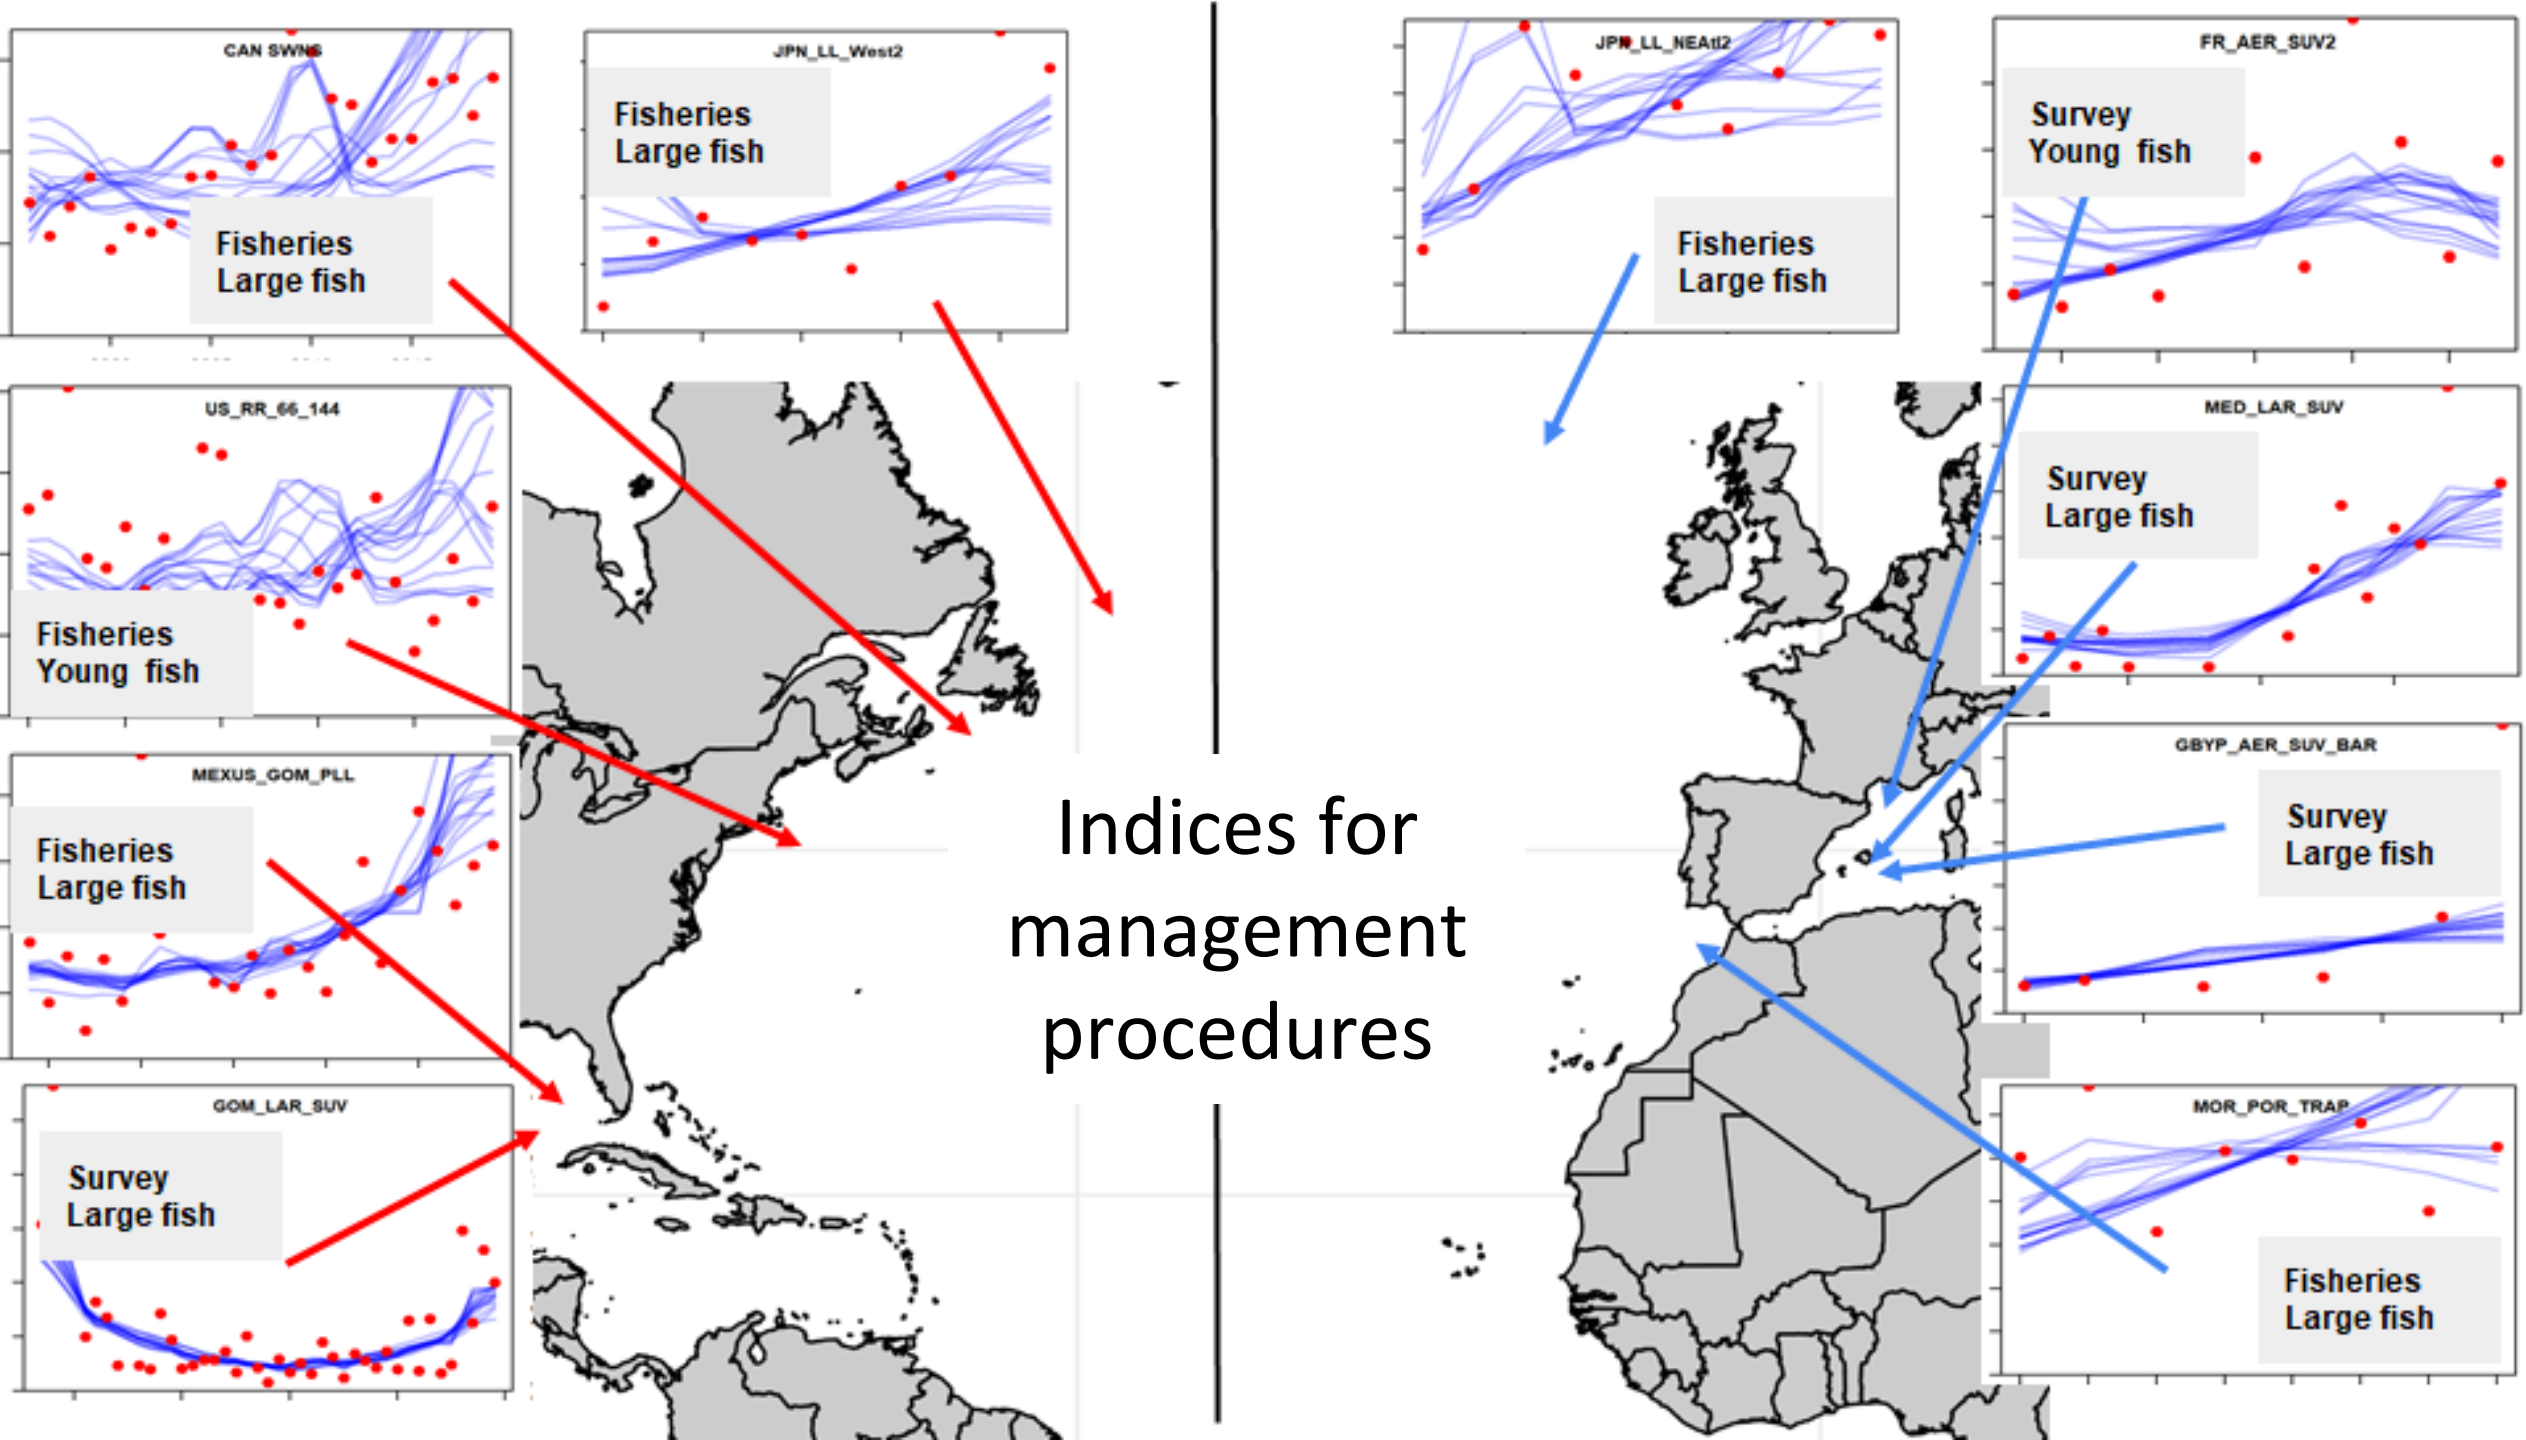 CAN SWNS
Fisheries
Large fish
JPN_LL_West2
Fisheries
Large fish
JPN_LL_NEAtl2
Fisheries
Large fish
FR_AER_SUV2
Survey
Young fish
US_RR_66_144
Fisheries
Young fish
MED_LAR_SUV
Survey
Large fish
MEXUS_GOM_PLL
Fisheries
Large fish
GBYP_AER_SUV_BAR
Survey
Large fish
Indices for
management
procedures
GOM_LAR_SUV
Survey
Large fish
MOR_POR_TRAP
Fisheries
Large fish